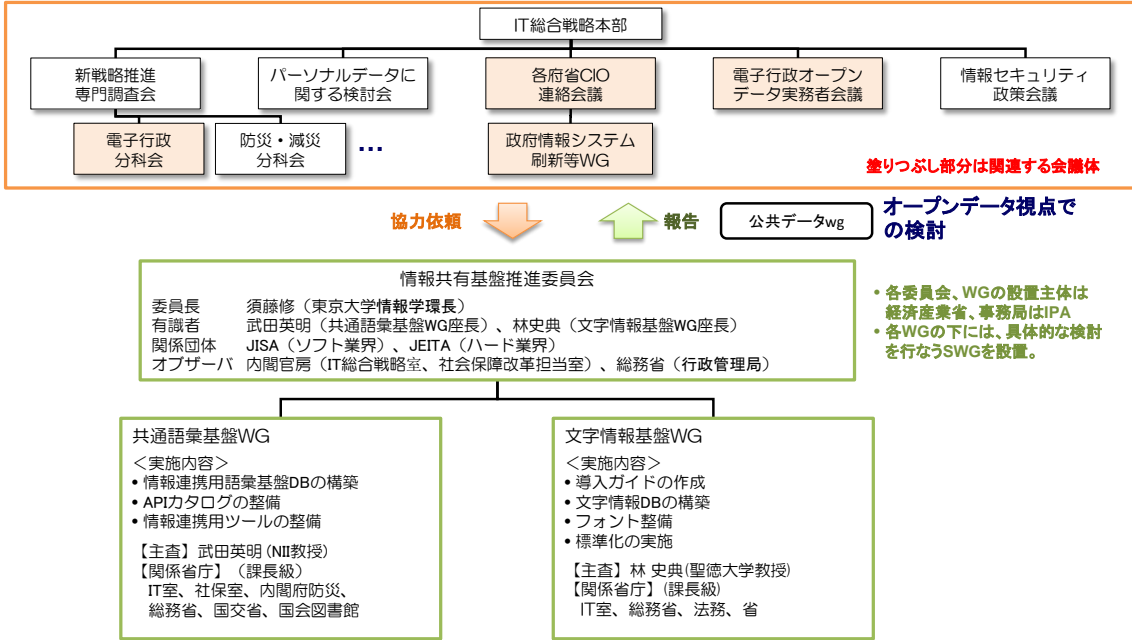 IT総合戦略本部
新戦略推進
専門調査会
パーソナルデータに
関する検討会
各府省CIO
連絡会議
電子行政オープン
データ実務者会議
情報セキュリティ
政策会議
電子行政
分科会
防災・減災
分科会
…
政府情報システム
刷新等WG
塗りつぶし部分は関連する会議体
協力依頼
報告
公共データwg
オープンデータ視点で
の検討
情報共有基盤推進委員会
委員長 須藤修（東京大学情報学環長）
有識者 武田英明（共通語彙基盤WG座長）、林史典（文字情報基盤WG座長）
関係団体 JISA（ソフト業界）、JEITA（ハード業界）
オブザーバ 内閣官房（IT総合戦略室、社会保障改革担当室）、総務省（行政管理局）
• 各委員会、WGの設置主体は
経済産業省、事務局はIPA
• 各WGの下には、具体的な検討
を行なうSWGを設置。
共通語彙基盤WG
＜実施内容＞
• 情報連携用語彙基盤DBの構築
• APIカタログの整備
• 情報連携用ツールの整備
【主査】武田英明 (NII教授)
【関係省庁】（課長級）
IT室、社保室、内閣府防災、
総務省、国交省、国会図書館
文字情報基盤WG
＜実施内容＞
• 導入ガイドの作成
• 文字情報DBの構築
• フォント整備
• 標準化の実施
【主査】林 史典(聖徳大学教授)
【関係省庁】(課長級)
IT室、総務省、法務、省